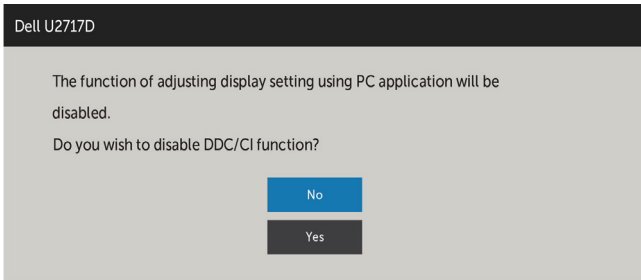 Dell U2717D
The function of adjusting display setting using PC application will be
disabled.
Do you wish to disable DDC/CI function?
No
Yes